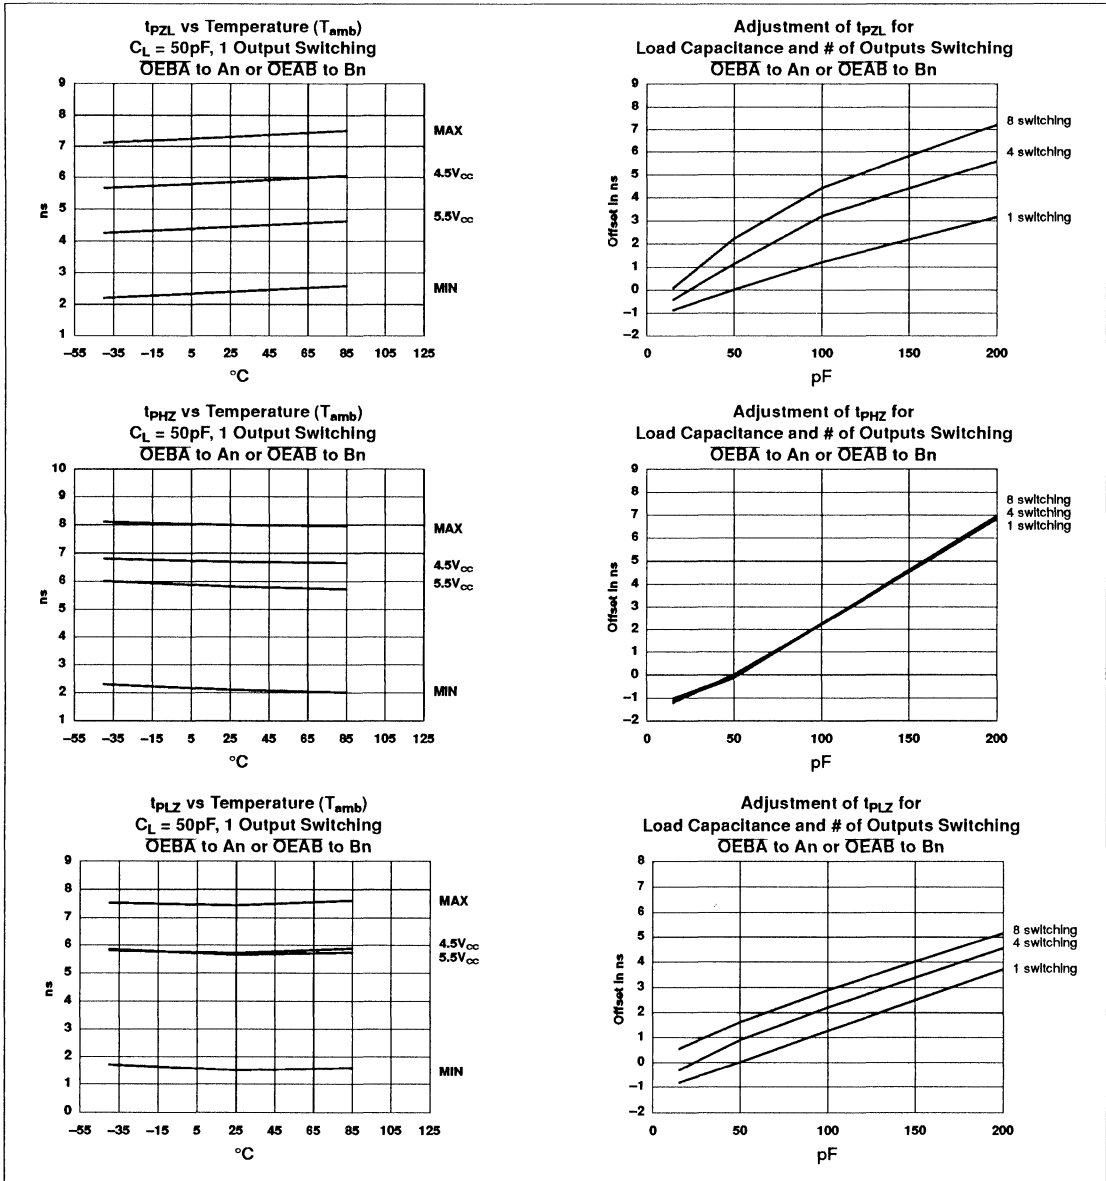 tPZL vs Temperature (Tamb)
CL = 50pF, 1 Output Switching
OEBA to An or OEAB to Bn
9
8
7
6
5
4
3
2
1
ns
MAX
4.5Vcc
5.5Vcc
MIN
–55 –35 –15 5 25 45 65 85 105 125
°C
Adjustment of tPZL for
Load Capacitance and # of Outputs Switching
OEBA to An or OEAB to Bn
9
8
7
6
5
4
3
2
1
0
–1
–2
Offset in ns
8 switching
4 switching
1 switching
0 50 100 150 200
pF
tPHZ vs Temperature (Tamb)
CL = 50pF, 1 Output Switching
OEBA to An or OEAB to Bn
10
9
8
7
6
5
4
3
2
1
ns
MAX
4.5Vcc
5.5Vcc
MIN
–55 –35 –15 5 25 45 65 85 105 125
°C
Adjustment of tPHZ for
Load Capacitance and # of Outputs Switching
OEBA to An or OEAB to Bn
9
8
7
6
5
4
3
2
1
0
–1
–2
Offset in ns
8 switching
4 switching
1 switching
0 50 100 150 200
pF
tPLZ vs Temperature (Tamb)
CL = 50pF, 1 Output Switching
OEBA to An or OEAB to Bn
9
8
7
6
5
4
3
2
1
0
ns
MAX
4.5Vcc
5.5Vcc
MIN
–55 –35 –15 5 25 45 65 85 105 125
°C
Adjustment of tPLZ for
Load Capacitance and # of Outputs Switching
OEBA to An or OEAB to Bn
8
7
6
5
4
3
2
1
0
–1
–2
Offset in ns
8 switching
4 switching
1 switching
0 50 100 150 200
pF